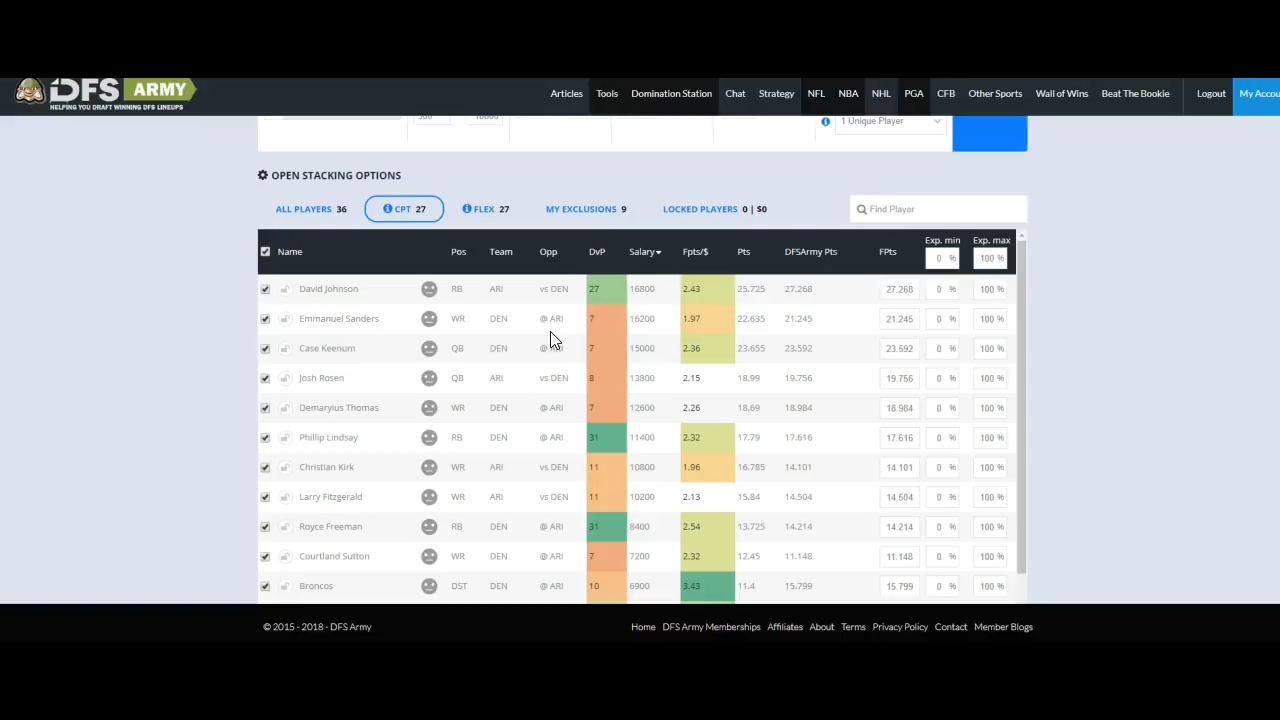 DFS ARMY
HELPING YOU DRAFT WINNING DFS LINEUPS
Articles Tools Domination Station Chat Strategy NFL NBA NHL PGA CFB Other Sports Wall of Wins Beat The Bookie Logout My Accou
1 Unique Player
OPEN STACKING OPTIONS
ALL PLAYERS 36 CPT 27 FLEX 27 MY EXCLUSIONS 9 LOCKED PLAYERS 0 | $0 Find Player
Exp. min Exp. max
Name Pos Team Opp DvP Salary Fpts/$ Pts DFSArmy Pts FPts
0 % 100 %
David Johnson RB ARI vs DEN 27 16800 2.43 25.725 27.268 27.268 0 % 100 %
Emmanuel Sanders WR DEN @ ARI 7 16200 1.97 22.635 21.245 21.245 0 % 100 %
Case Keenum QB DEN @ ARI 7 15000 2.36 23.655 23.592 23.592 0 % 100 %
Josh Rosen QB ARI vs DEN 8 13800 2.15 18.99 19.756 19.756 0 % 100 %
Demaryius Thomas WR DEN @ ARI 7 12600 2.26 18.69 18.984 18.984 0 % 100 %
Phillip Lindsay RB DEN @ ARI 31 11400 2.32 17.79 17.616 17.616 0 % 100 %
Christian Kirk WR ARI vs DEN 11 10800 1.96 16.785 14.101 14.101 0 % 100 %
Larry Fitzgerald WR ARI vs DEN 11 10200 2.13 15.84 14.504 14.504 0 % 100 %
Royce Freeman RB DEN @ ARI 31 8400 2.54 13.725 14.214 14.214 0 % 100 %
Courtland Sutton WR DEN @ ARI 7 7200 2.32 12.45 11.148 11.148 0 % 100 %
Broncos DST DEN @ ARI 10 6900 3.43 11.4 15.799 15.799 0 % 100 %
© 2015 - 2018 - DFS Army Home DFS Army Memberships Affiliates About Terms Privacy Policy Contact Member Blogs